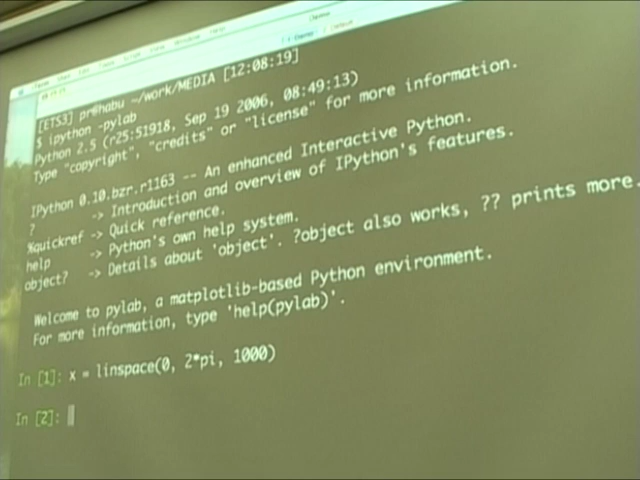 [ETS3] pr@habu ~/work/MEDIA [12:08:19]
$ ipython -pylab
Python 2.5 (r25:51918, Sep 19 2006, 08:49:13)
Type "copyright", "credits" or "license" for more information.
IPython 0.10.bzr.r1163 -- An enhanced Interactive Python.
? -> Introduction and overview of IPython's features.
%quickref -> Quick reference.
help -> Python's own help system.
object? -> Details about 'object'. ?object also works, ?? prints more.
Welcome to pylab, a matplotlib-based Python environment.
For more information, type 'help(pylab)'.
In [1]: x = linspace(0, 2*pi, 1000)
In [2]: